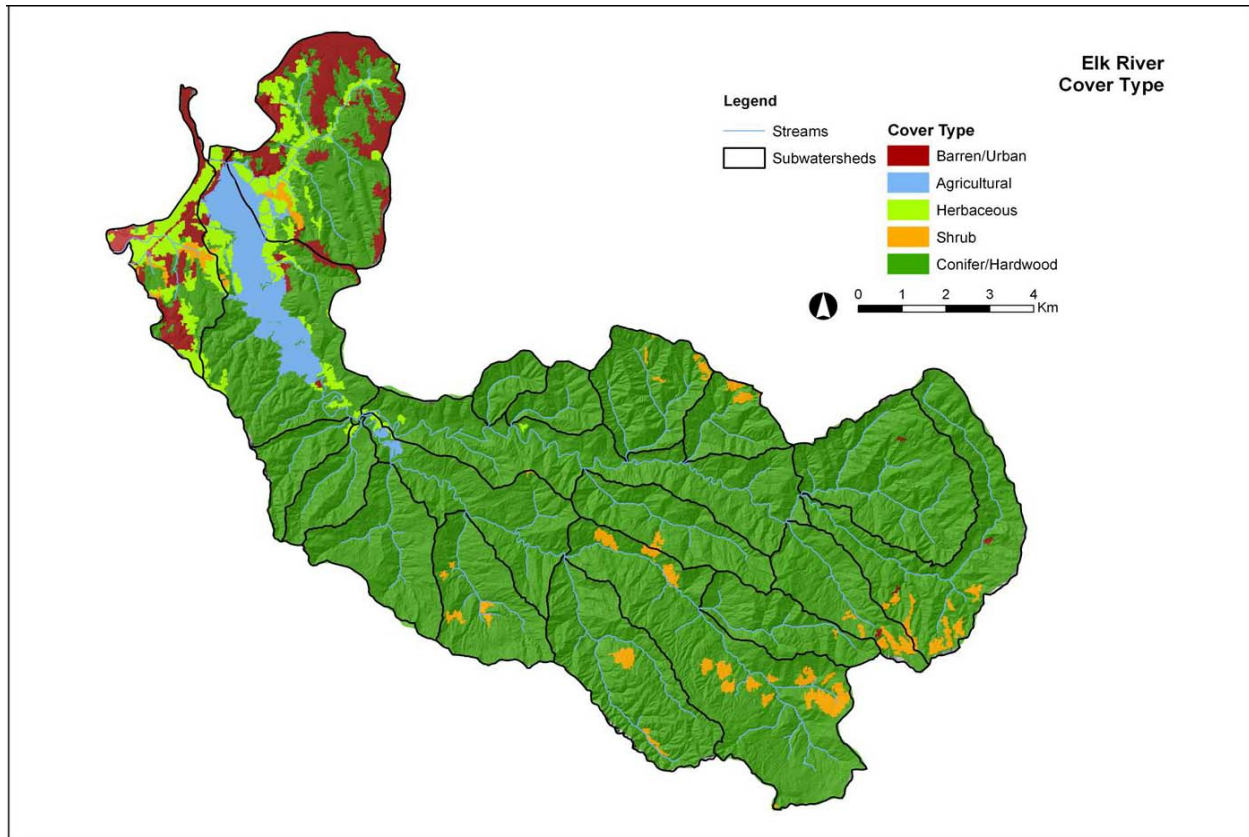 Elk River
Cover Type
Legend
Streams
Subwatersheds
Cover Type
Barren/Urban
Agricultural
Herbaceous
Shrub
Conifer/Hardwood
0 1 2 3 4
Km